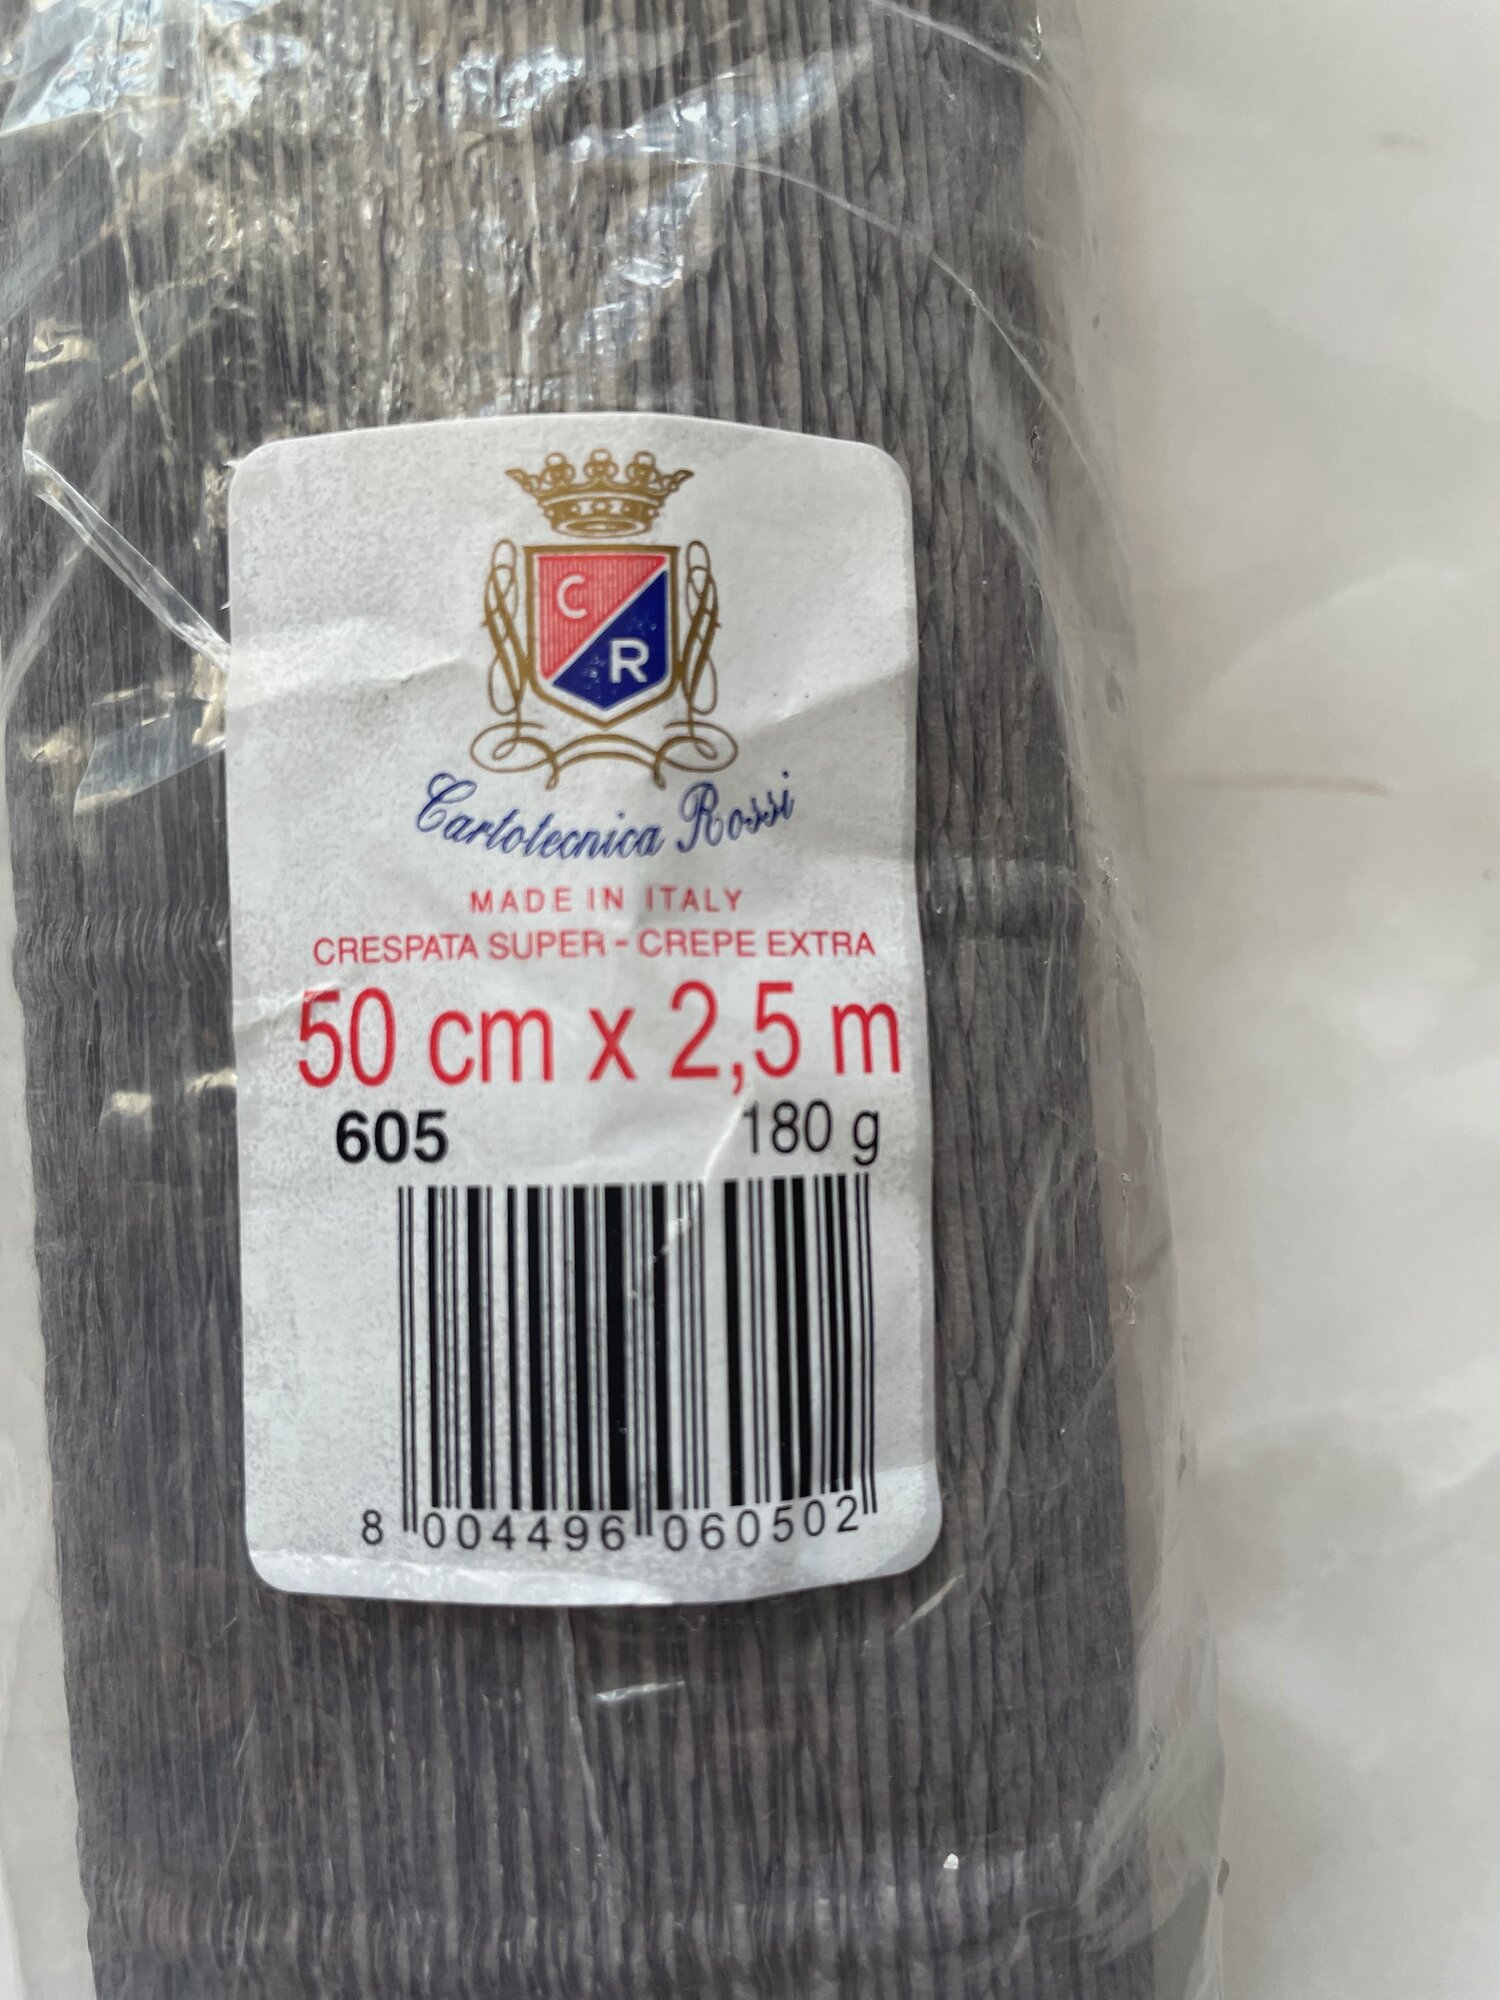 C
R
Cartotecnica Rossi
MADE IN ITALY
CRESPATA SUPER - CREPE EXTRA
50 cm x 2,5 m
605 180 g
8 004496 060502